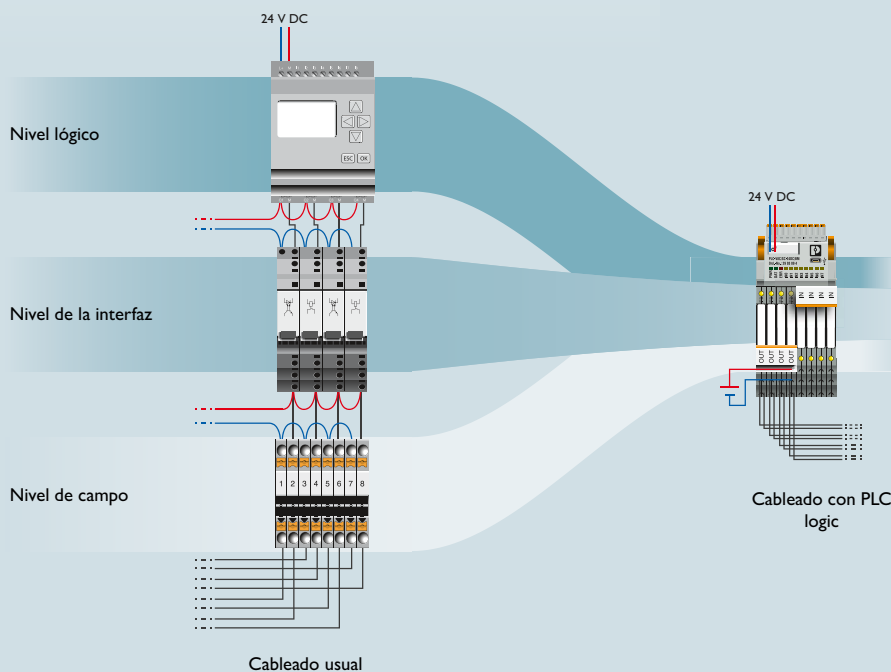 24 V DC
Nivel lógico
ESC OK
24 V DC
Nivel de la interfaz
IN IN IN IN
OUT OUT OUT OUT
1 2 3 4 5 6 7 8
Nivel de campo
Cableado con PLC
logic
Cableado usual